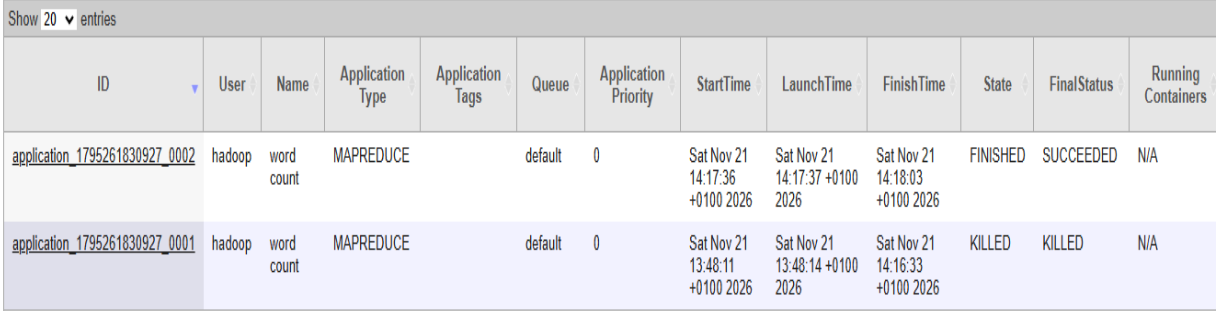 Show 20 entries
ID User Name Application Type Application Tags Queue Application Priority StartTime LaunchTime FinishTime State FinalStatus Running Containers
application_1795261830927_0002 hadoop word count MAPREDUCE default 0 Sat Nov 21 14:17:36 +0100 2026 Sat Nov 21 14:17:37 +0100 2026 Sat Nov 21 14:18:03 +0100 2026 FINISHED SUCCEEDED N/A
application_1795261830927_0001 hadoop word count MAPREDUCE default 0 Sat Nov 21 13:48:11 +0100 2026 Sat Nov 21 13:48:14 +0100 2026 Sat Nov 21 14:16:33 +0100 2026 KILLED KILLED N/A